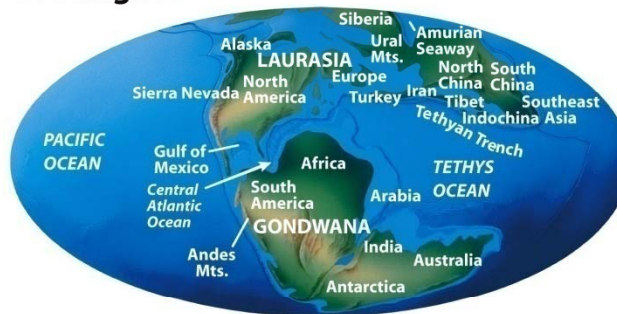 Siberia
Amurian
Seaway
Alaska
Ural
Mts.
LAURASIA
North
China
South
China
Europe
Sierra Nevada
North
America
Turkey
Iran
Tibet
Southeast
Asia
Indochina
Tethyan Trench
PACIFIC
OCEAN
Gulf of
Mexico
Africa
TETHYS
OCEAN
Central
Atlantic
Ocean
South
America
Arabia
GONDWANA
Andes
Mts.
India
Australia
Antarctica